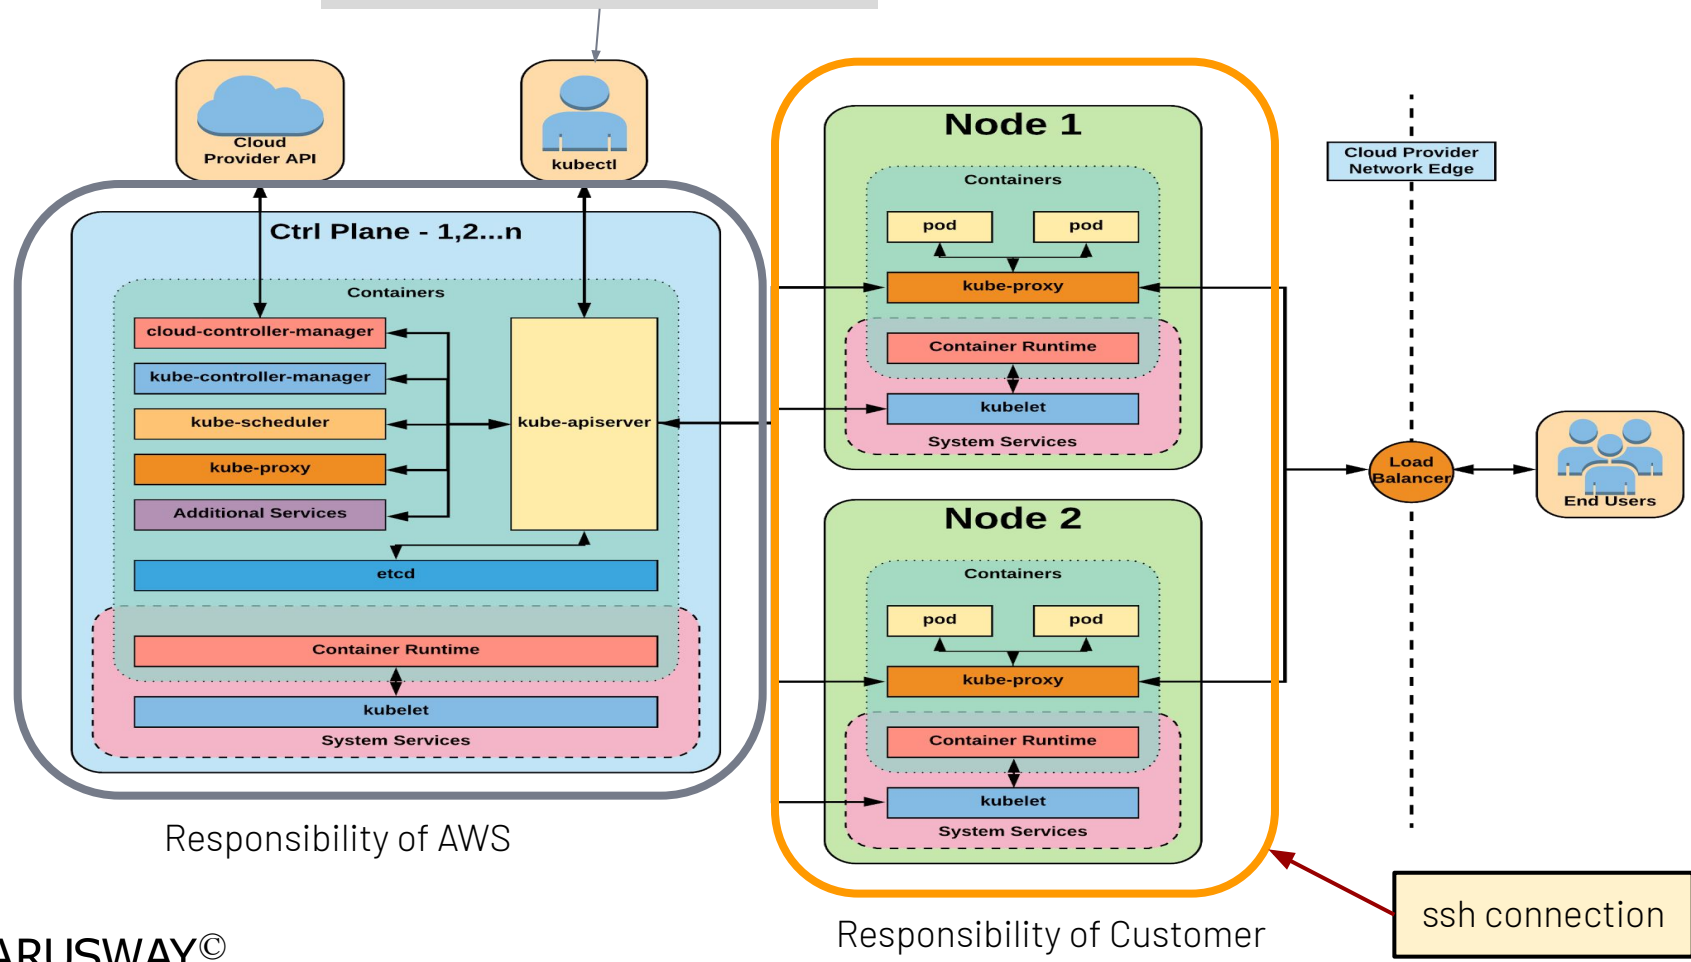 Cloud
Provider API
kubectl
Ctrl Plane - 1,2...n
Containers
cloud-controller-manager
kube-controller-manager
kube-scheduler
kube-proxy
Additional Services
kube-apiserver
etcd
Container Runtime
kubelet
System Services
Responsibility of AWS
Node 1
Containers
pod
pod
kube-proxy
Container Runtime
kubelet
System Services
Node 2
Containers
pod
pod
kube-proxy
Container Runtime
kubelet
System Services
Responsibility of Customer
Cloud Provider
Network Edge
Load
Balancer
End Users
ssh connection
ARUSWAY©